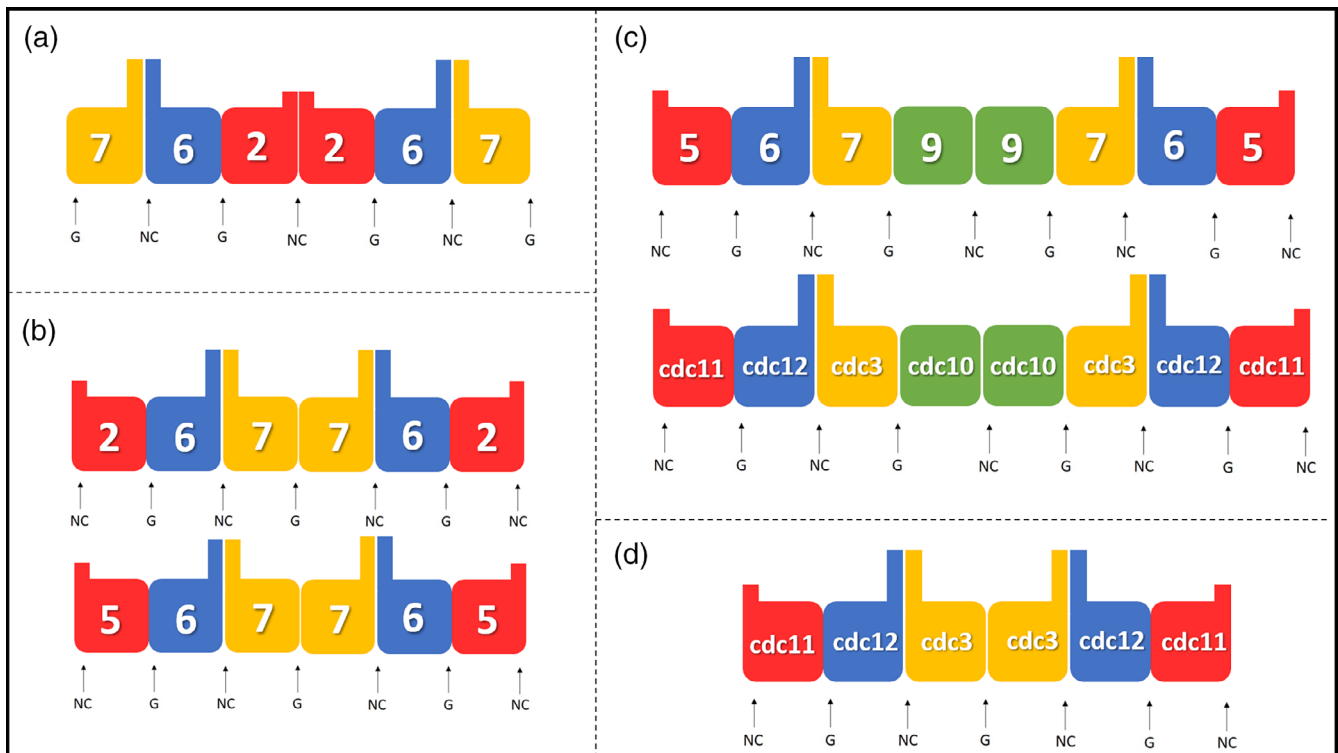 (a)
7 6 2 2 6 7
G NC G NC G NC G
(b)
2 6 7 7 6 2
NC G NC G NC G NC
5 6 7 7 6 5
NC G NC G NC G NC
(c)
5 6 7 9 9 7 6 5
NC G NC G NC G NC G NC
cdc11 cdc12 cdc3 cdc10 cdc10 cdc3 cdc12 cdc11
NC G NC G NC G NC G NC
(d)
cdc11 cdc12 cdc3 cdc3 cdc12 cdc11
NC G NC G NC G NC